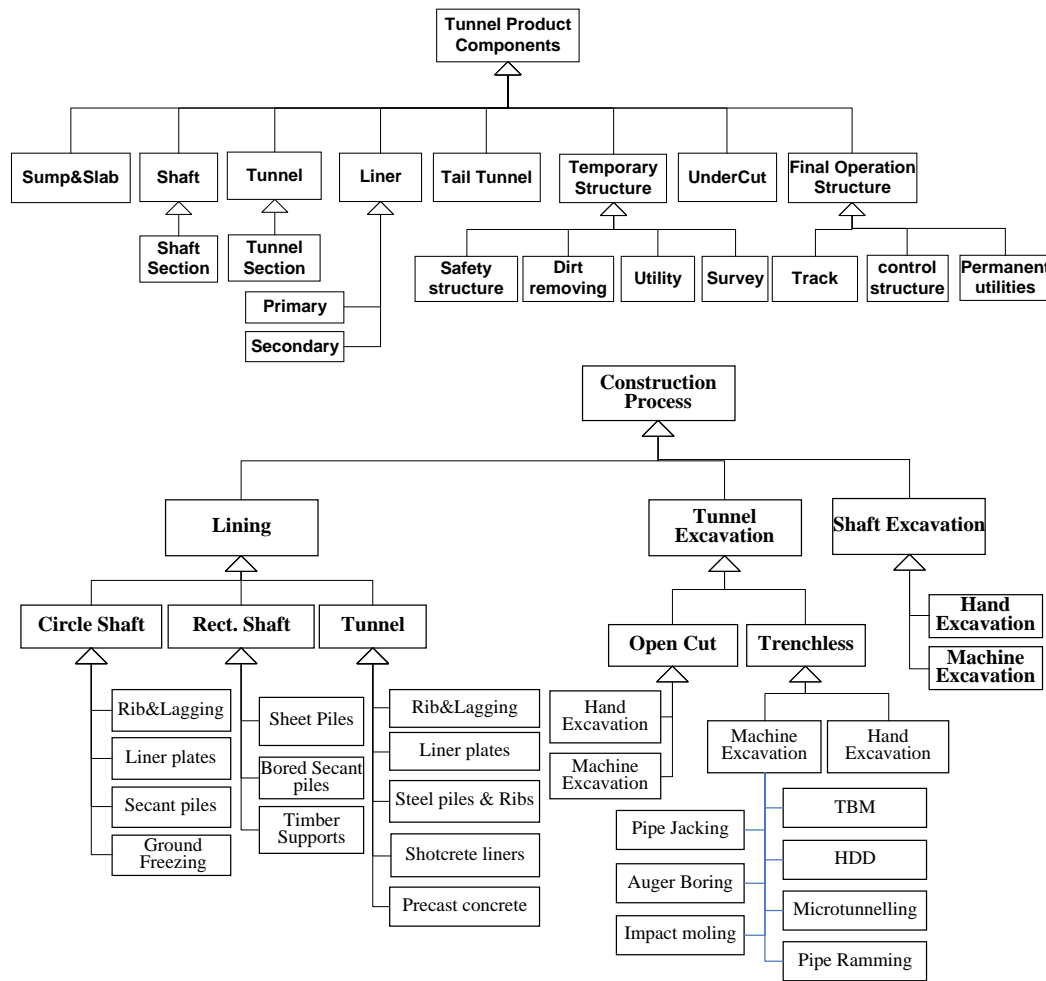 Tunnel Product
Components
Sump&Slab
Shaft
Tunnel
Liner
Tail Tunnel
Temporary
Structure
UnderCut
Final Operation
Structure
Shaft
Section
Tunnel
Section
Safety
structure
Dirt
removing
Utility
Survey
Track
control
structure
Permanent
utilities
Primary
Secondary
Construction
Process
Lining
Tunnel
Excavation
Shaft Excavation
Circle Shaft
Rect. Shaft
Tunnel
Open Cut
Trenchless
Hand
Excavation
Machine
Excavation
Rib&Lagging
Liner plates
Secant piles
Ground
Freezing
Sheet Piles
Bored Secant
piles
Timber
Supports
Rib&Lagging
Liner plates
Steel piles & Ribs
Shotcrete liners
Precast concrete
Hand
Excavation
Machine
Excavation
Machine
Excavation
Hand
Excavation
Pipe Jacking
Auger Boring
Impact moling
TBM
HDD
Microtunnelling
Pipe Ramming